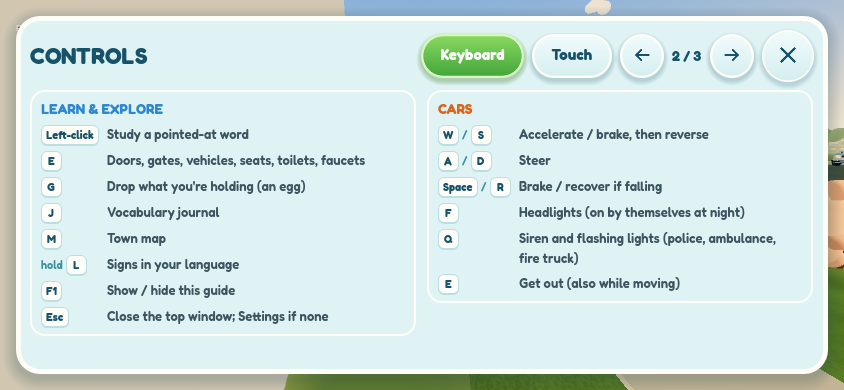 CONTROLS
Keyboard Touch ← 2 / 3 → ✕
LEARN & EXPLORE
Left-click Study a pointed-at word
E Doors, gates, vehicles, seats, toilets, faucets
G Drop what you're holding (an egg)
J Vocabulary journal
M Town map
hold L Signs in your language
F1 Show / hide this guide
Esc Close the top window; Settings if none
CARS
W / S Accelerate / brake, then reverse
A / D Steer
Space / R Brake / recover if falling
F Headlights (on by themselves at night)
Q Siren and flashing lights (police, ambulance,
fire truck)
E Get out (also while moving)